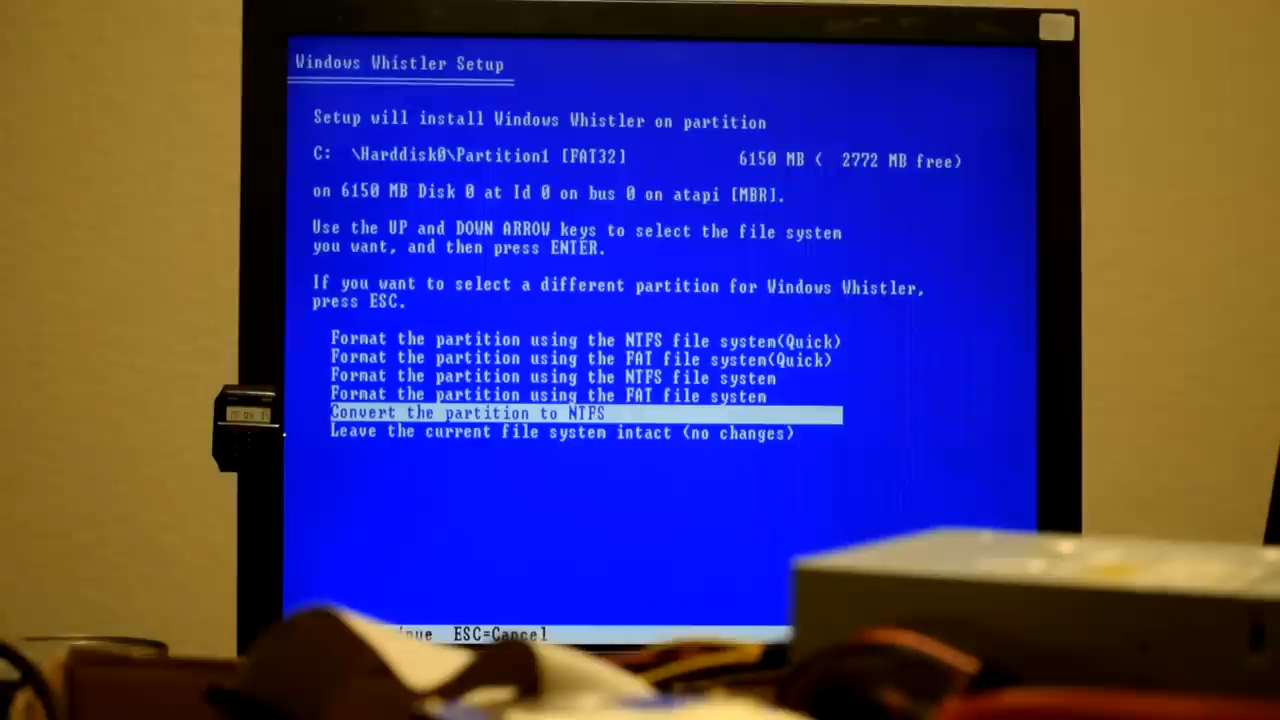 Windows Whistler Setup
Setup will install Windows Whistler on partition
C: \Harddisk0\Partition1 [FAT32] 6150 MB ( 2772 MB free)
on 6150 MB Disk 0 at Id 0 on bus 0 on atapi [MBR].
Use the UP and DOWN ARROW keys to select the file system
you want, and then press ENTER.
If you want to select a different partition for Windows Whistler,
press ESC.
Format the partition using the NTFS file system(Quick)
Format the partition using the FAT file system(Quick)
Format the partition using the NTFS file system
Format the partition using the FAT file system
Convert the partition to NTFS
Leave the current file system intact (no changes)
ESC=Cancel